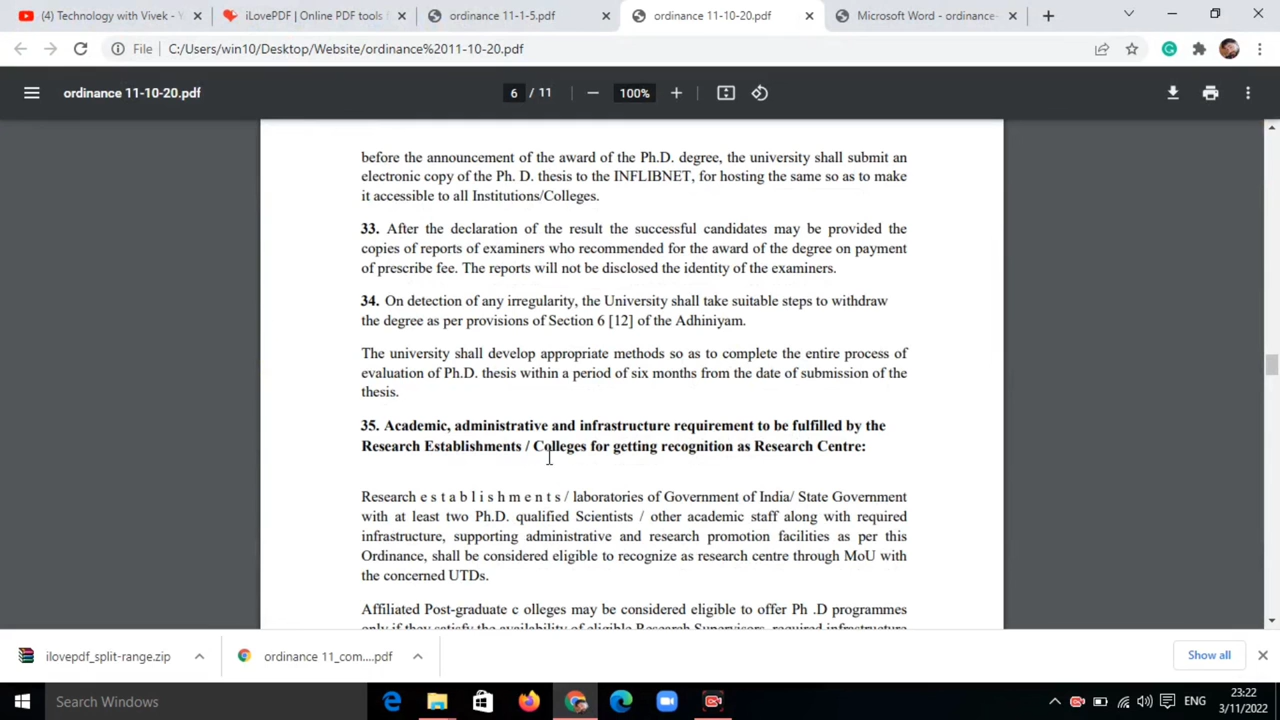 (4) Technology with Vivek - Y
iLovePDF | Online PDF tools f
ordinance 11-1-5.pdf
ordinance 11-10-20.pdf
Microsoft Word - ordinance-
File
C:/Users/win10/Desktop/Website/ordinance%2011-10-20.pdf
ordinance 11-10-20.pdf
6 / 11
100%
before the announcement of the award of the Ph.D. degree, the university shall submit an
electronic copy of the Ph. D. thesis to the INFLIBNET, for hosting the same so as to make
it accessible to all Institutions/Colleges.
33. After the declaration of the result the successful candidates may be provided the
copies of reports of examiners who recommended for the award of the degree on payment
of prescribe fee. The reports will not be disclosed the identity of the examiners.
34. On detection of any irregularity, the University shall take suitable steps to withdraw
the degree as per provisions of Section 6 [12] of the Adhiniyam.
The university shall develop appropriate methods so as to complete the entire process of
evaluation of Ph.D. thesis within a period of six months from the date of submission of the
thesis.
35. Academic, administrative and infrastructure requirement to be fulfilled by the
Research Establishments / Colleges for getting recognition as Research Centre:
Research e s t a b l i s h m e n t s / laboratories of Government of India/ State Government
with at least two Ph.D. qualified Scientists / other academic staff along with required
infrastructure, supporting administrative and research promotion facilities as per this
Ordinance, shall be considered eligible to recognize as research centre through MoU with
the concerned UTDs.
Affiliated Post-graduate c olleges may be considered eligible to offer Ph .D programmes
only if they satisfy the availability of eligible Research Supervisors, required infrastructure
ilovepdf_split-range.zip
ordinance 11_com....pdf
Show all
Search Windows
ENG
23:22
3/11/2022